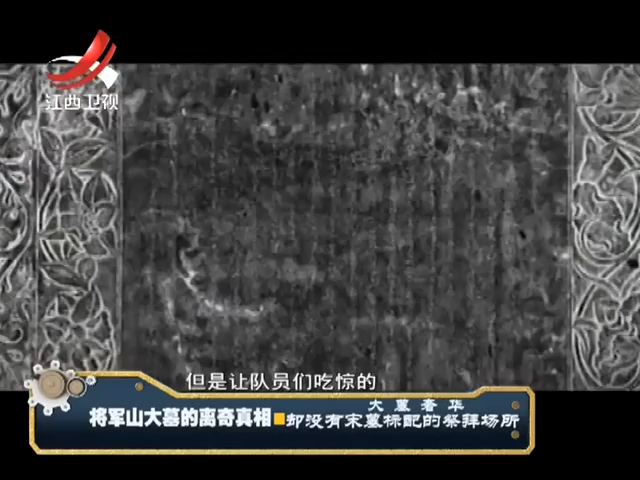 江西卫视
但是让队员们吃惊的
将军山大墓的离奇真相
大墓奢华
却没有宋墓标配的祭拜场所